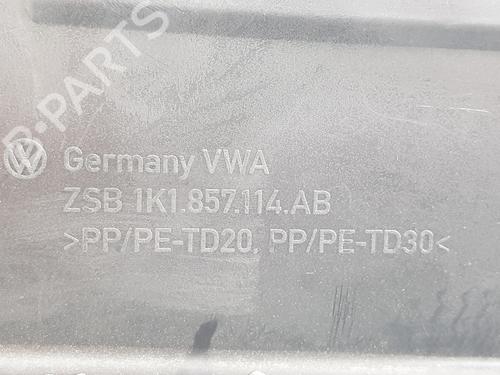 B-PARTS
Germany VWA
ZSB 1K1.857.114.AB
>PP/PE-TD20, PP/PE-TD30<